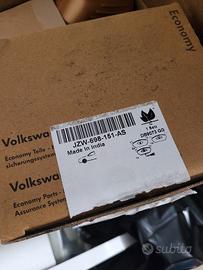 Economy
Volkswa
Economy Teile -
sicherungssystem
JZW-698-151-AS
Made in India
1 Satz
Volkswa
Economy Parts -
Assurance System
subito